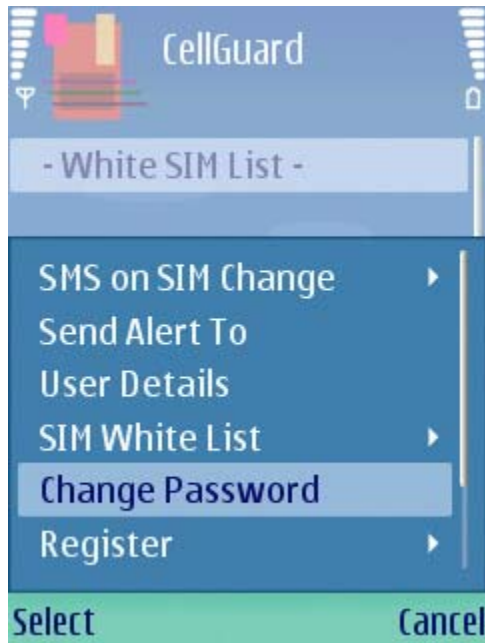 CellGuard
- White SIM List -
SMS on SIM Change
Send Alert To
User Details
SIM White List
Change Password
Register
Select Cancel